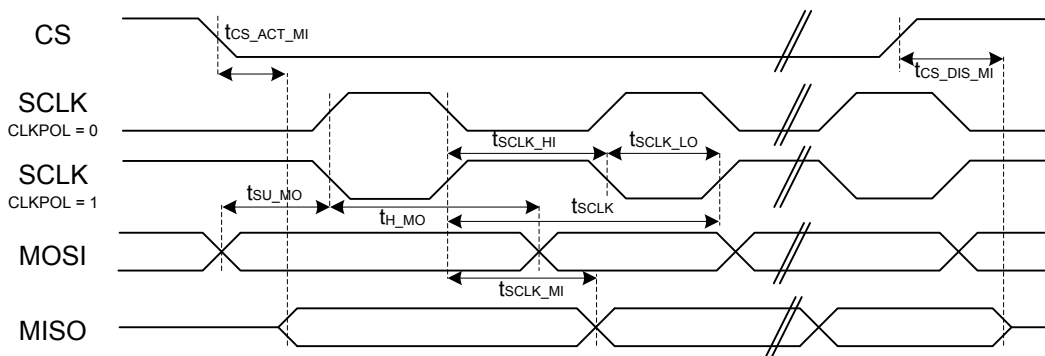 CS
tCS_ACT_MI
tCS_DIS_MI
SCLK
CLKPOL = 0
tSCLK_HI
tSCLK_LO
SCLK
CLKPOL = 1
tSU_MO
tH_MO
tSCLK
MOSI
tSCLK_MI
MISO